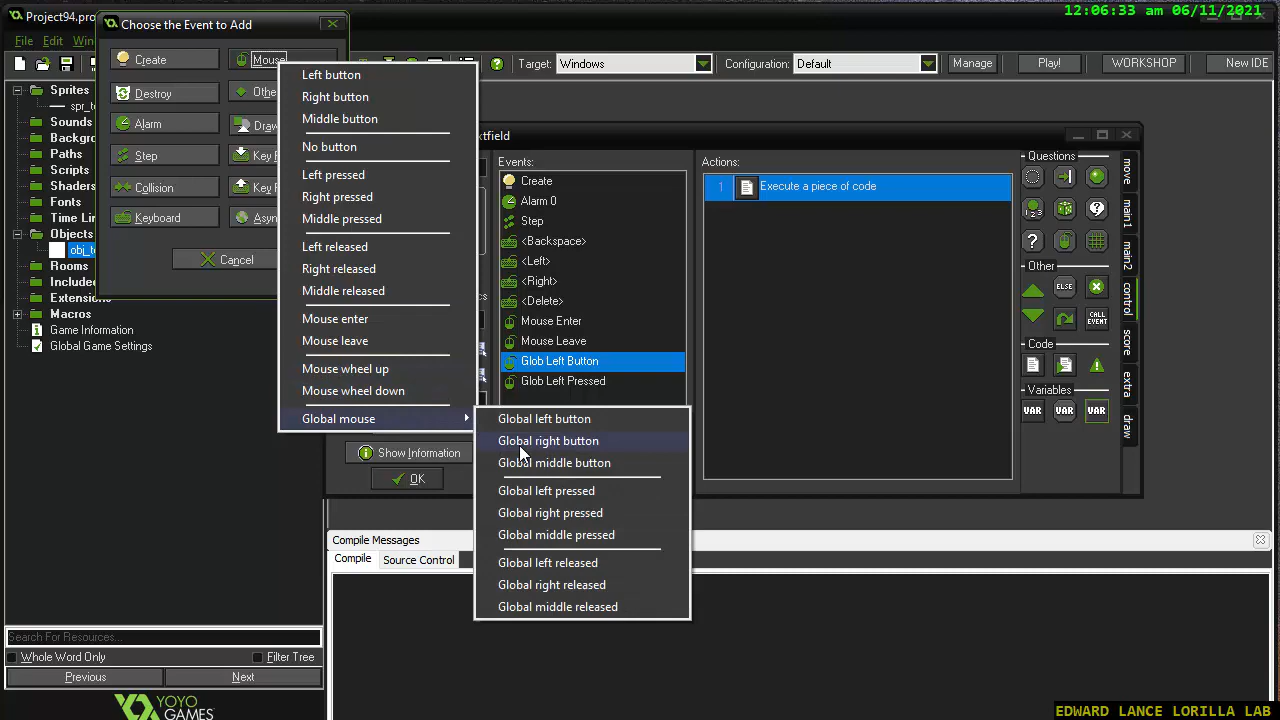 Project94.pro
12:06:33 am 06/11/2021
File Edit Win
Target: Windows
Configuration: Default
Manage
Play!
WORKSHOP
New IDE
Sprites
Sounds
Paths
Scripts
Fonts
Objects
Rooms
Macros
Game Information
Global Game Settings
Search For Resources...
Whole Word Only
Filter Tree
Previous
Next
YOYO
GAMES
Choose the Event to Add
Create
Mouse
Destroy
Alarm
Step
Collision
Keyboard
Cancel
Left button
Right button
Middle button
No button
Left pressed
Right pressed
Middle pressed
Left released
Right released
Middle released
Mouse enter
Mouse leave
Mouse wheel up
Mouse wheel down
Global mouse
Global left button
Global right button
Global middle button
Global left pressed
Global right pressed
Global middle pressed
Global left released
Global right released
Global middle released
Events:
Create
Alarm 0
Step
<Backspace>
<Left>
<Right>
<Delete>
Mouse Enter
Mouse Leave
Glob Left Button
Glob Left Pressed
Show Information
OK
Actions:
1 Execute a piece of code
Questions
Other
ELSE
CALL
EVENT
Code
Variables
VAR VAR VAR
move
main1
main2
control
score
extra
draw
Compile Messages
Compile
Source Control
EDWARD LANCE LORILLA LAB